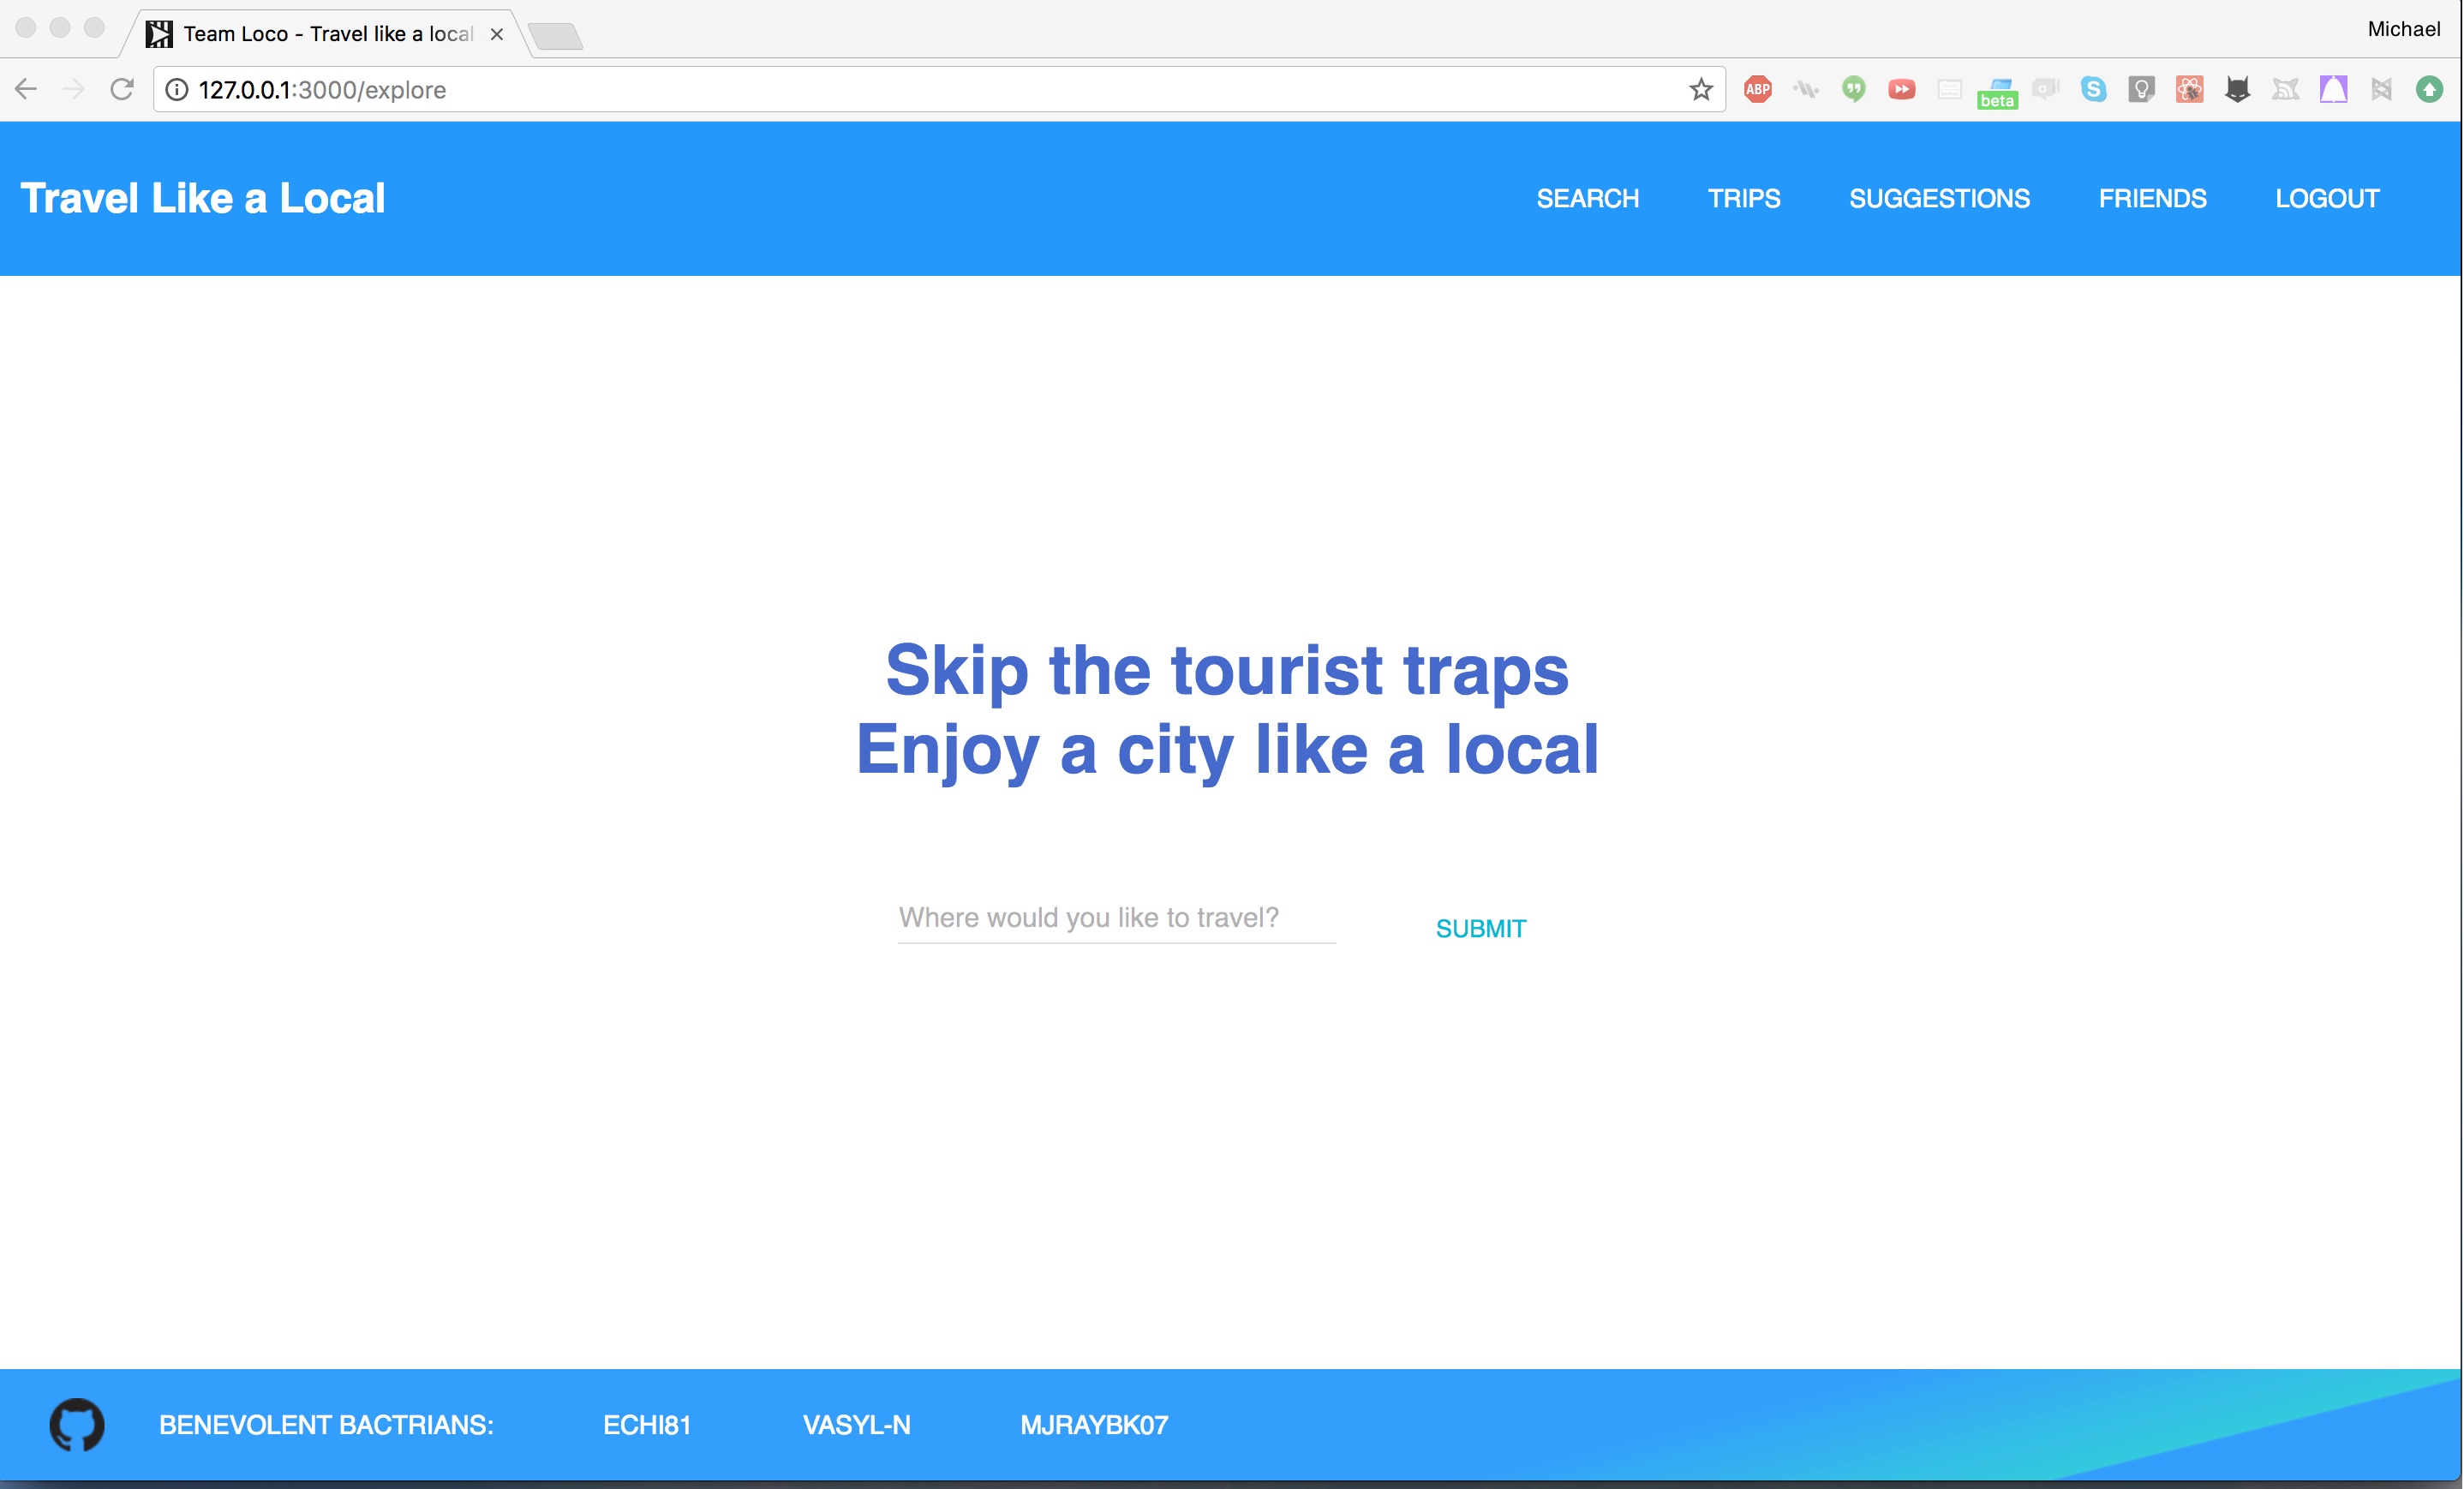 Team Loco - Travel like a local
Michael
127.0.0.1:3000/explore
ABP
beta
Travel Like a Local
SEARCH TRIPS SUGGESTIONS FRIENDS LOGOUT
Skip the tourist traps
Enjoy a city like a local
Where would you like to travel?
SUBMIT
BENEVOLENT BACTRIANS: ECHI81 VASYL-N MJRAYBK07